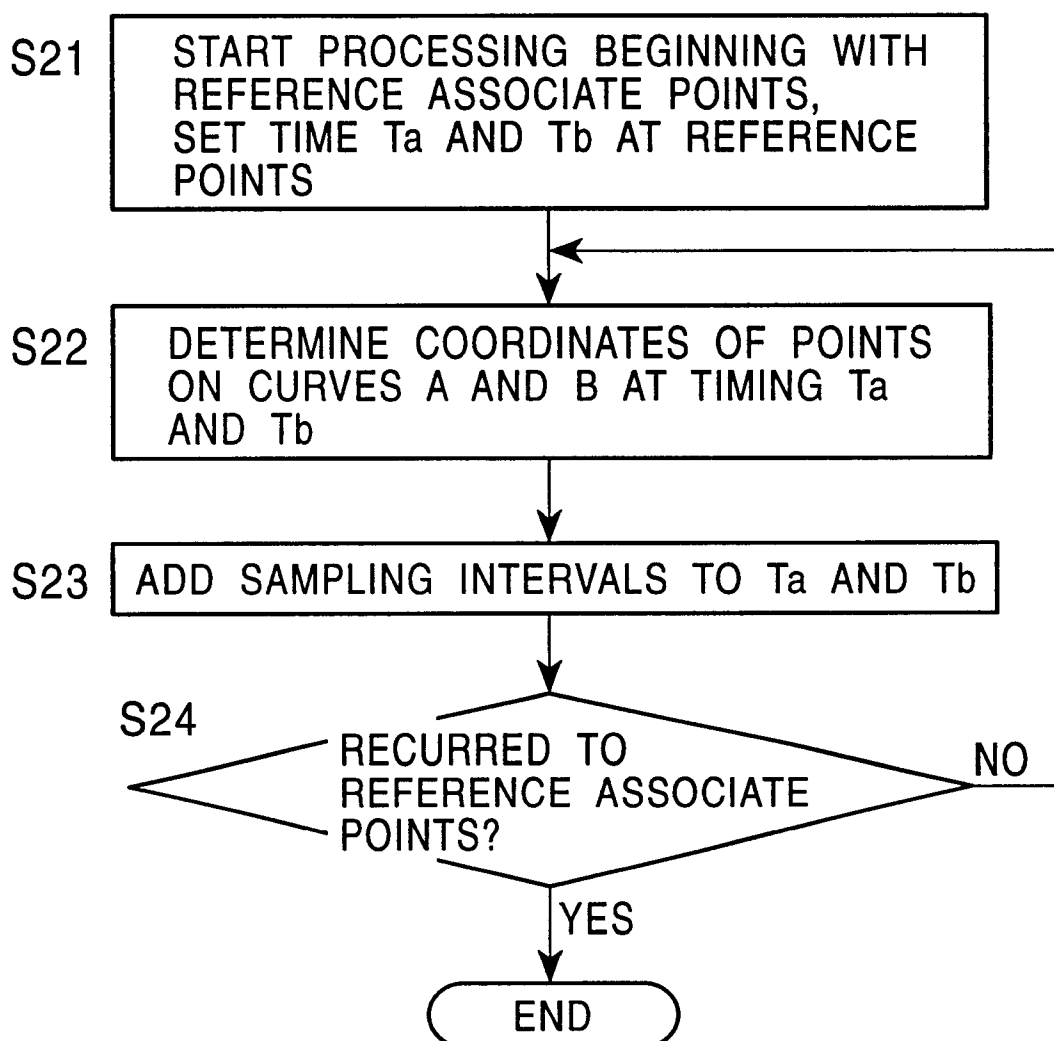 S21
START PROCESSING BEGINNING WITH
REFERENCE ASSOCIATE POINTS,
SET TIME Ta AND Tb AT REFERENCE
POINTS
S22
DETERMINE COORDINATES OF POINTS
ON CURVES A AND B AT TIMING Ta
AND Tb
S23
ADD SAMPLING INTERVALS TO Ta AND Tb
S24
RECURRED TO
REFERENCE ASSOCIATE
POINTS?
NO
YES
END